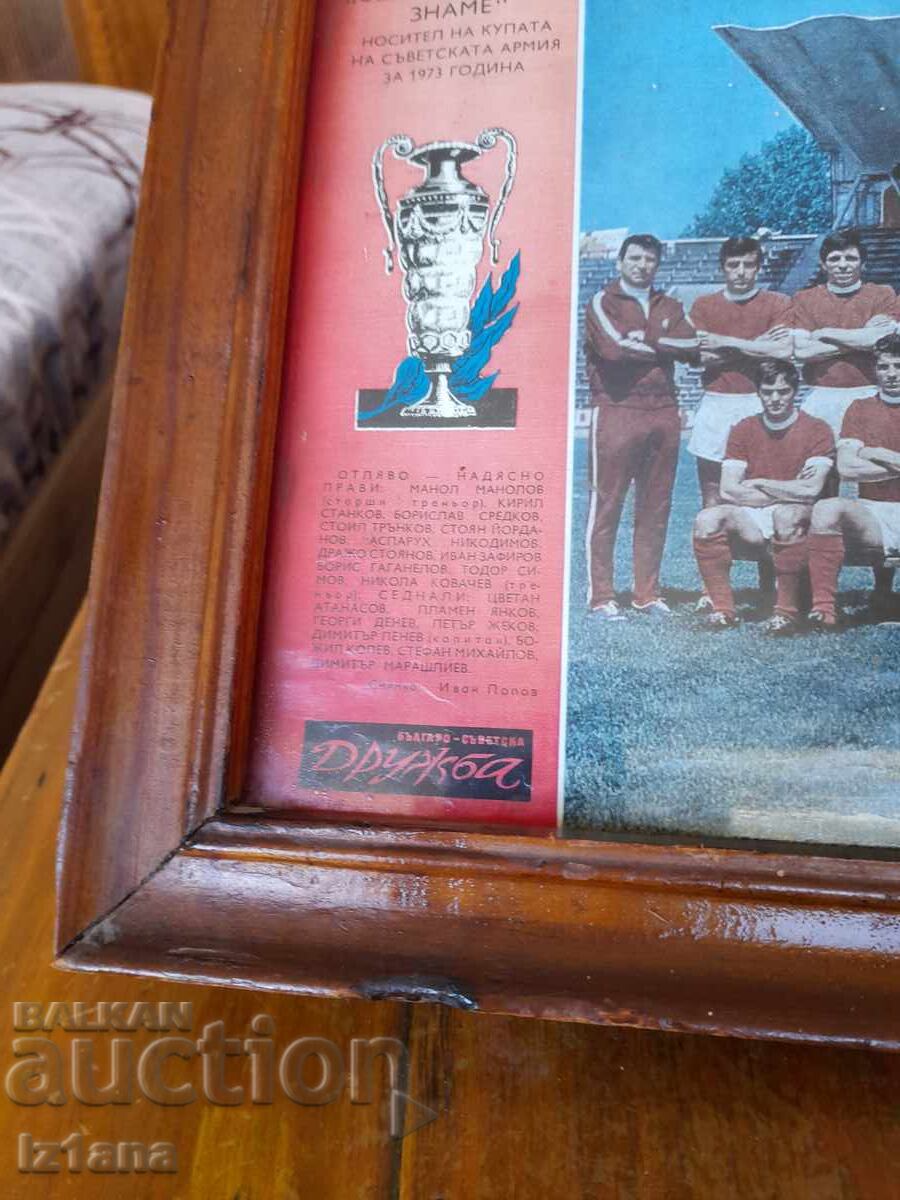 ЗНАМЕ"
НОСИТЕЛ НА КУПАТА
НА СЪВЕТСКАТА АРМИЯ
ЗА 1973 ГОДИНА
ОТЛЯВО — НАДЯСНО
ПРАВИ: МАНОЛ МАНОЛОВ
(старши треньор), КИРИЛ
СТАНКОВ, БОРИСЛАВ СРЕДКОВ,
СТОИЛ ТРЪНКОВ, СТОЯН ЙОРДА-
НОВ, АСПАРУХ НИКОДИМОВ,
ДРАЖО СТОЯНОВ, ИВАН ЗАФИРОВ
БОРИС ГАГАНЕЛОВ, ТОДОР СИ-
МОВ, НИКОЛА КОВАЧЕВ (тре-
ньор); СЕДНАЛИ: ЦВЕТАН
АТАНАСОВ, ПЛАМЕН ЯНКОВ,
ГЕОРГИ ДЕНЕВ, ПЕТЪР ЖЕКОВ,
ДИМИТЪР ПЕНЕВ (капитан), БО-
ЖИЛ КОЛЕВ, СТЕФАН МИХАЙЛОВ,
ДИМИТЪР МАРАШЛИЕВ.
Снимка: Иван Попов
БЪЛГАРО-СЪВЕТСКА
Дружба
BALKAN
auction
Iz1ana